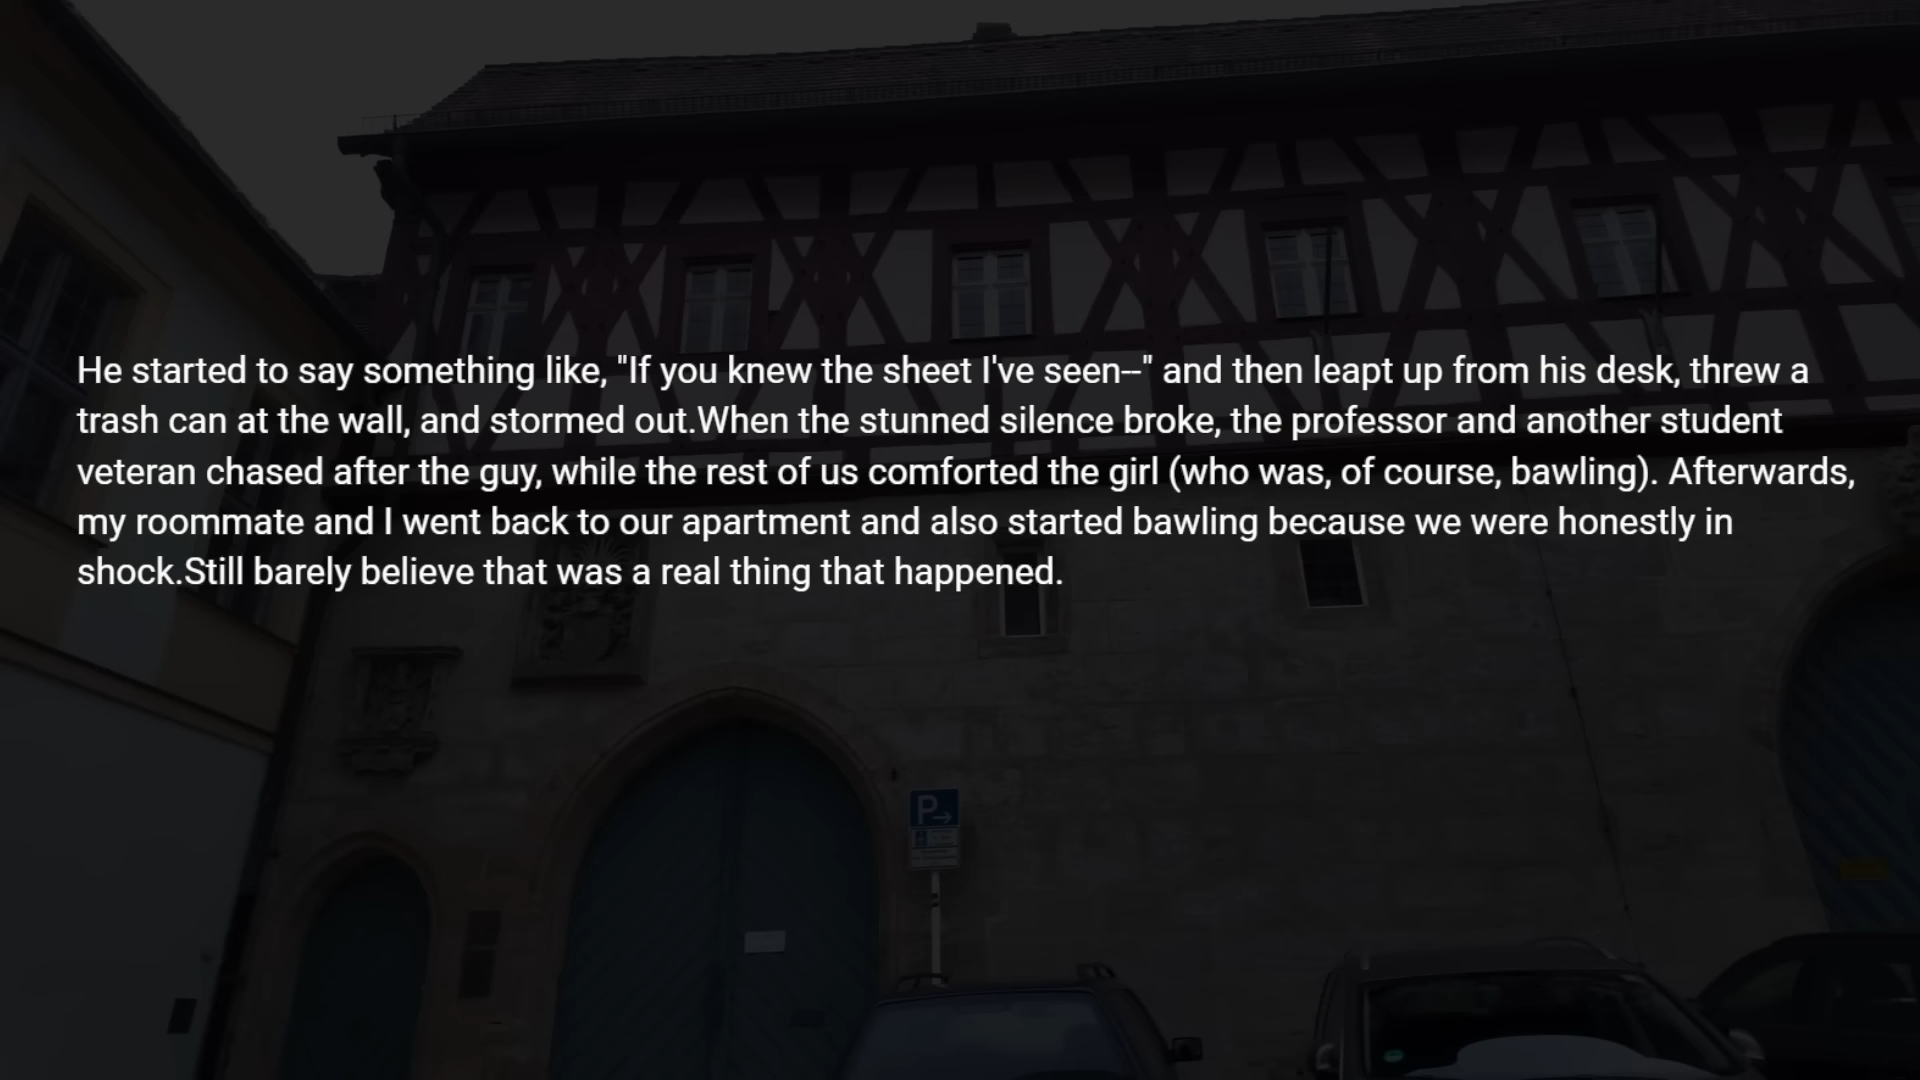 He started to say something like, "If you knew the sheet I've seen--" and then leapt up from his desk, threw a
trash can at the wall, and stormed out.When the stunned silence broke, the professor and another student
veteran chased after the guy, while the rest of us comforted the girl (who was, of course, bawling). Afterwards,
my roommate and I went back to our apartment and also started bawling because we were honestly in
shock.Still barely believe that was a real thing that happened.
P→